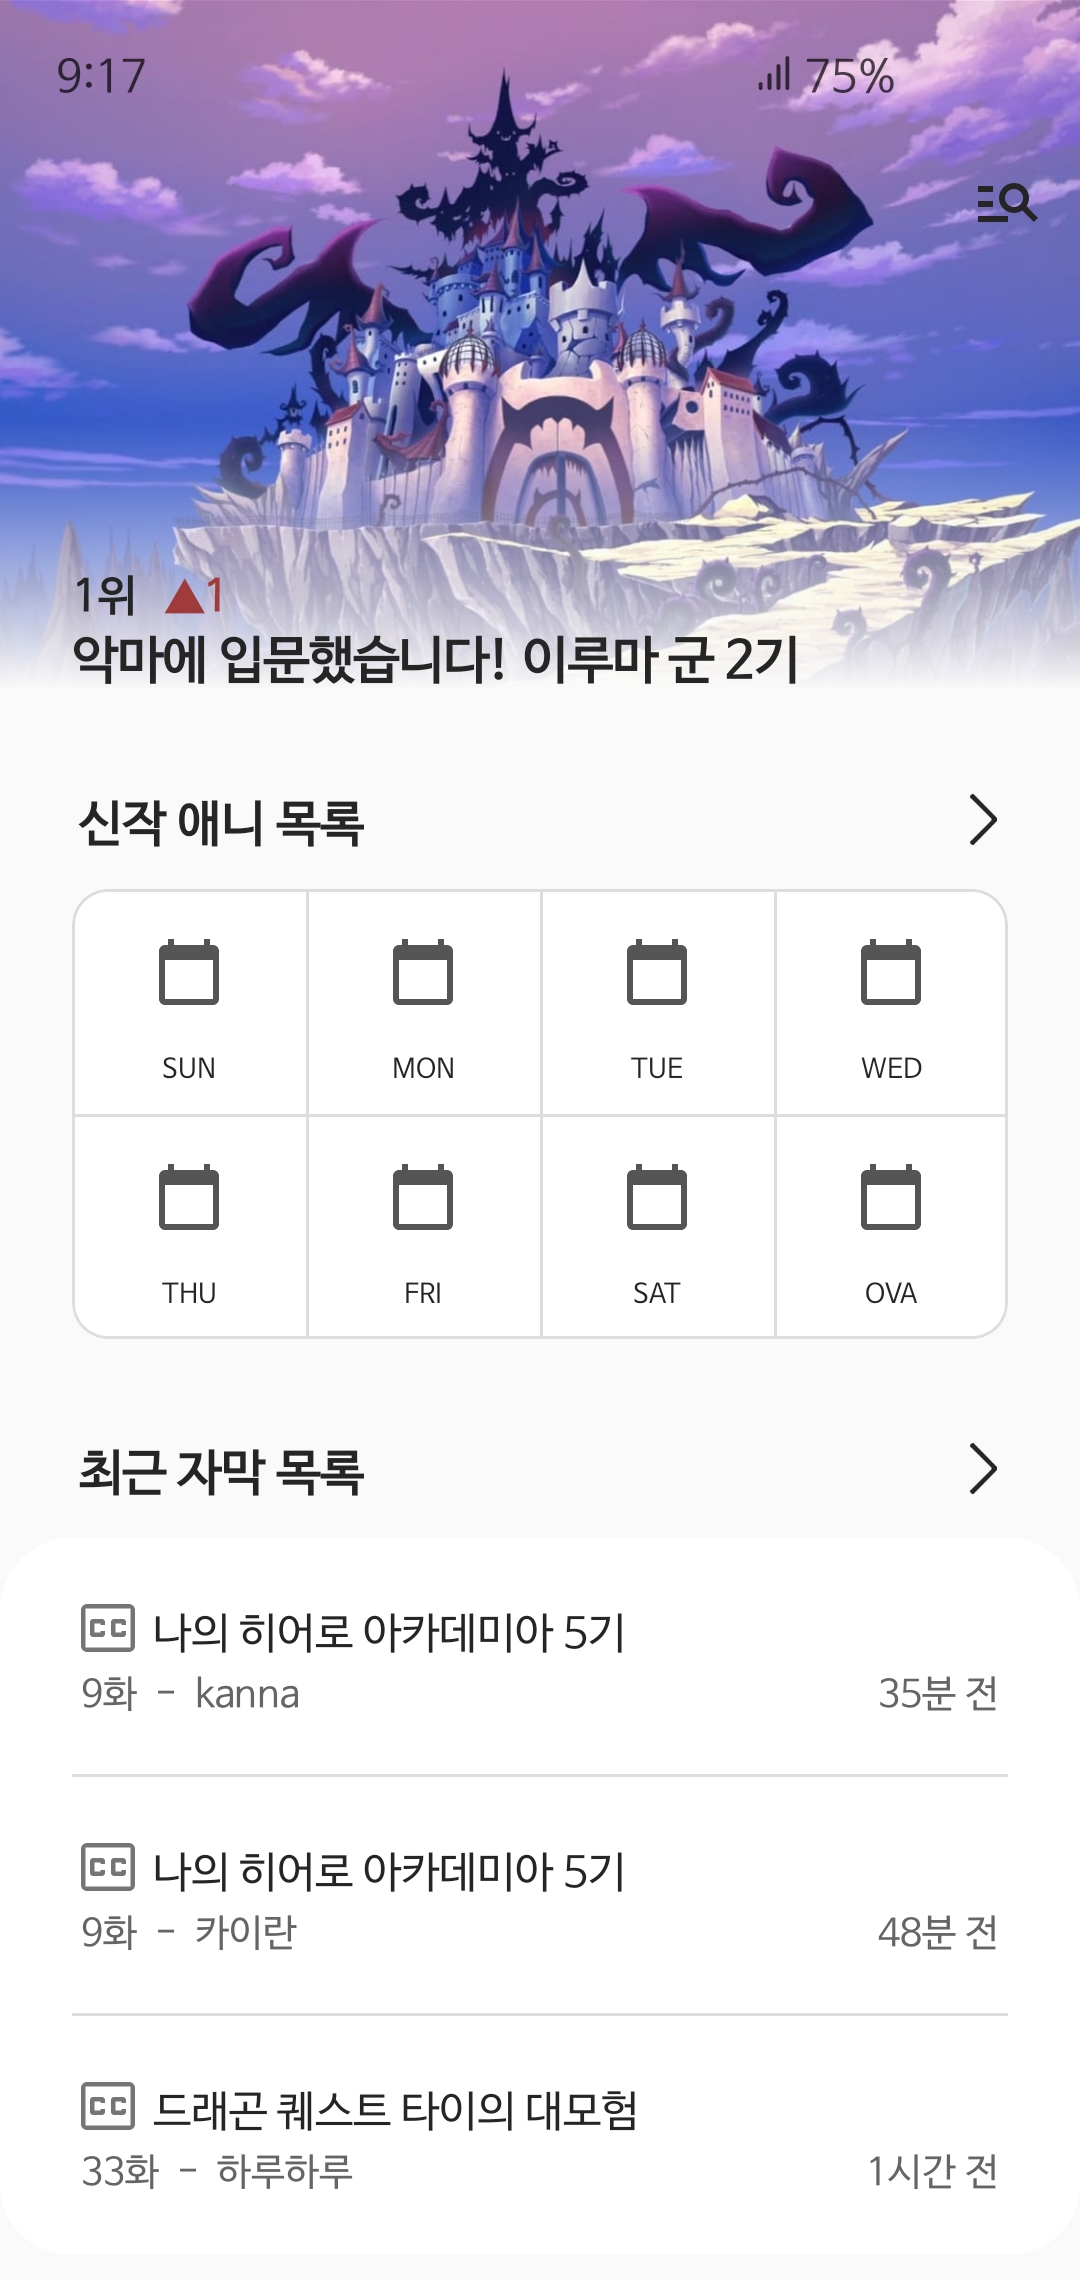 9:17 75%
1위 ▲1
악마에 입문했습니다! 이루마 군 2기
신작 애니 목록
SUN MON TUE WED
THU FRI SAT OVA
최근 자막 목록
CC 나의 히어로 아카데미아 5기
9화 - kanna 35분 전
CC 나의 히어로 아카데미아 5기
9화 - 카이란 48분 전
CC 드래곤 퀘스트 타이의 대모험
33화 - 하루하루 1시간 전